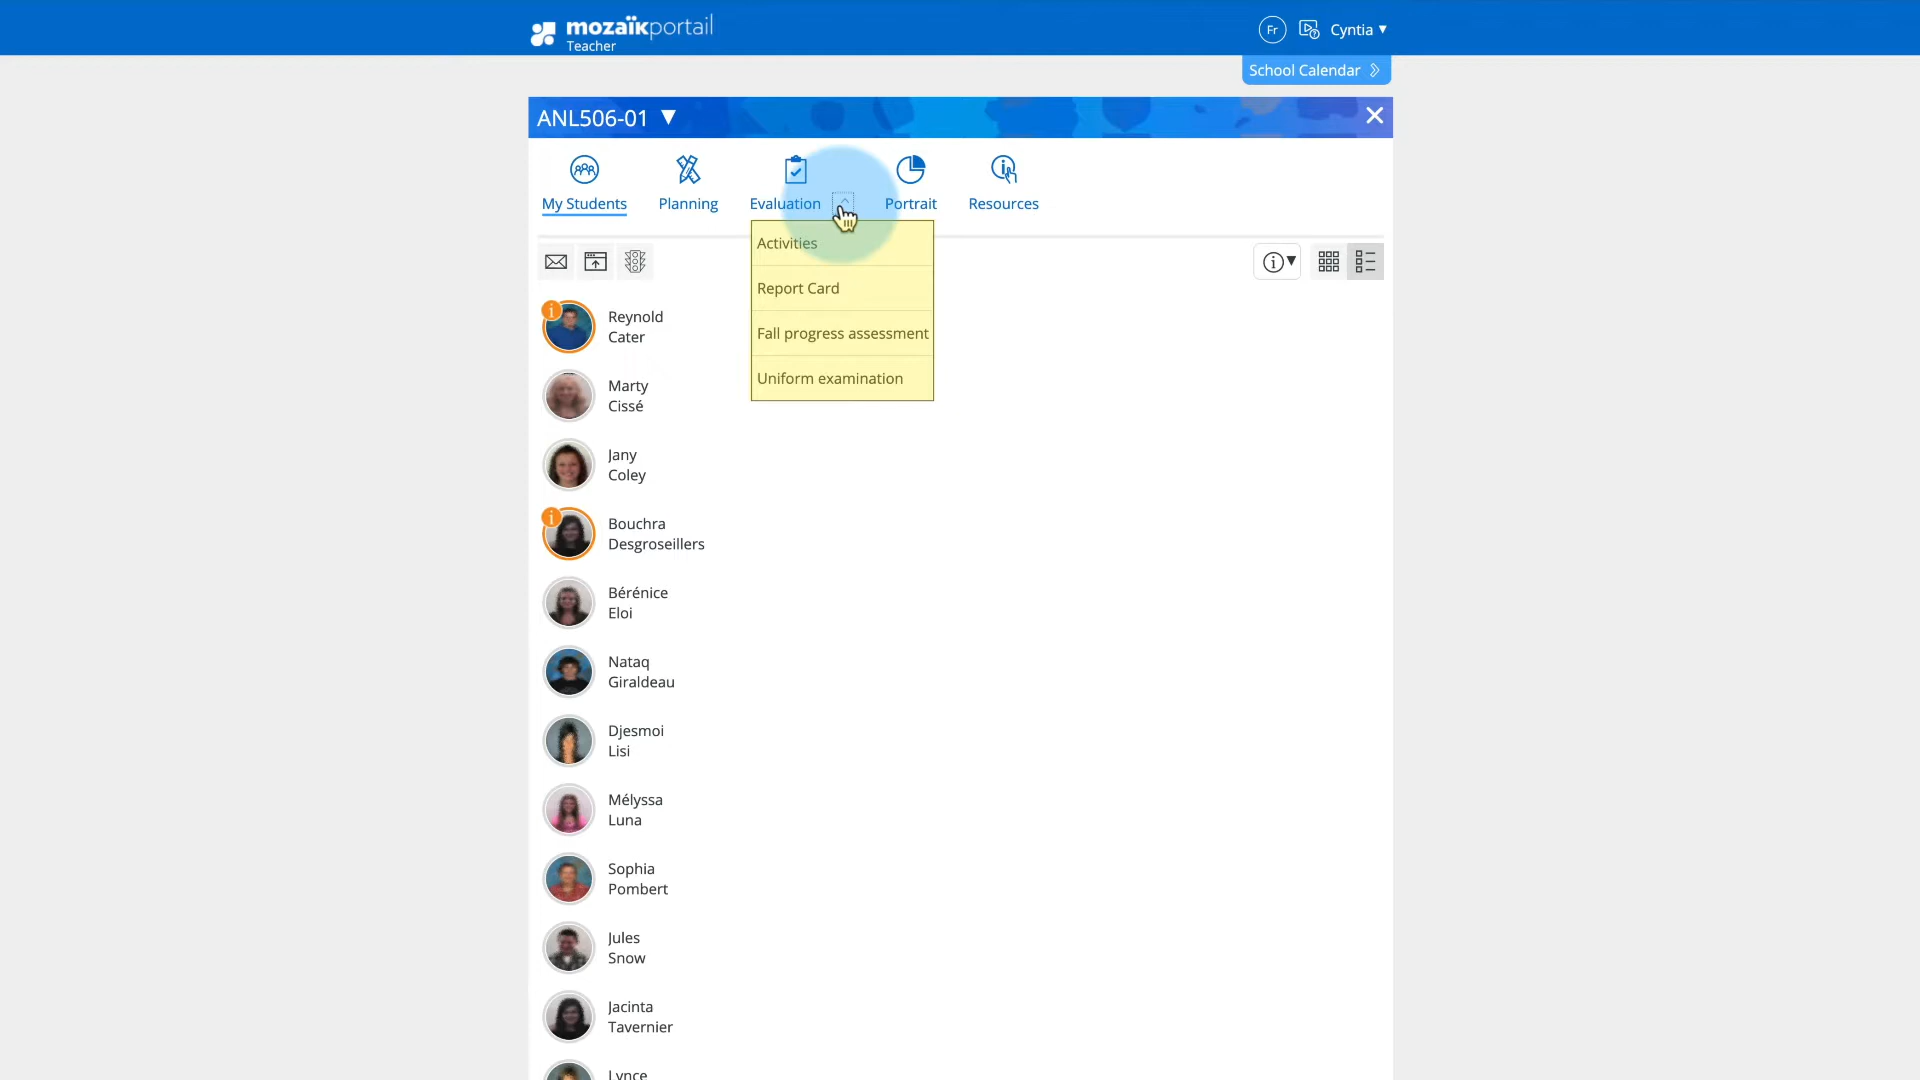 mozaïkportail
Teacher
Fr
Cyntia
School Calendar
ANL506-01
My Students
Planning
Evaluation
Portrait
Resources
Activities
Report Card
Fall progress assessment
Uniform examination
Reynold
Cater
Marty
Cissé
Jany
Coley
Bouchra
Desgroseillers
Bérénice
Eloi
Nataq
Giraldeau
Djesmoi
Lisi
Mélyssa
Luna
Sophia
Pombert
Jules
Snow
Jacinta
Tavernier
Lynce